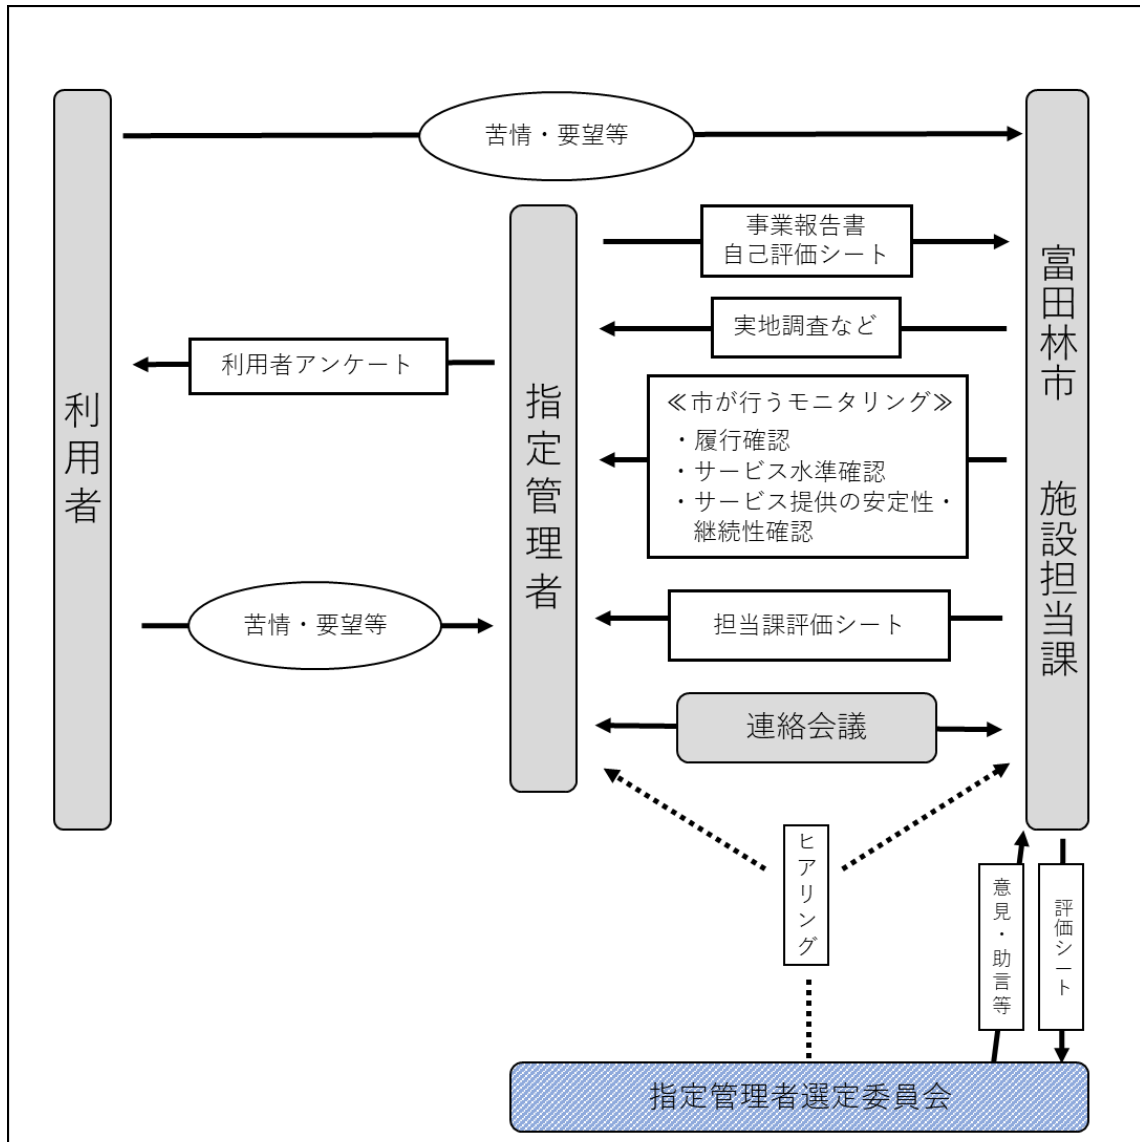 苦情・要望等
事業報告書
自己評価シート
実地調査など
利用者アンケート
≪市が行うモニタリング≫
・履行確認
・サービス水準確認
・サービス提供の安定性・
継続性確認
利用者
指定管理者
富田林市　施設担当課
苦情・要望等
担当課評価シート
連絡会議
ヒアリング
意見・助言等
評価シート
指定管理者選定委員会